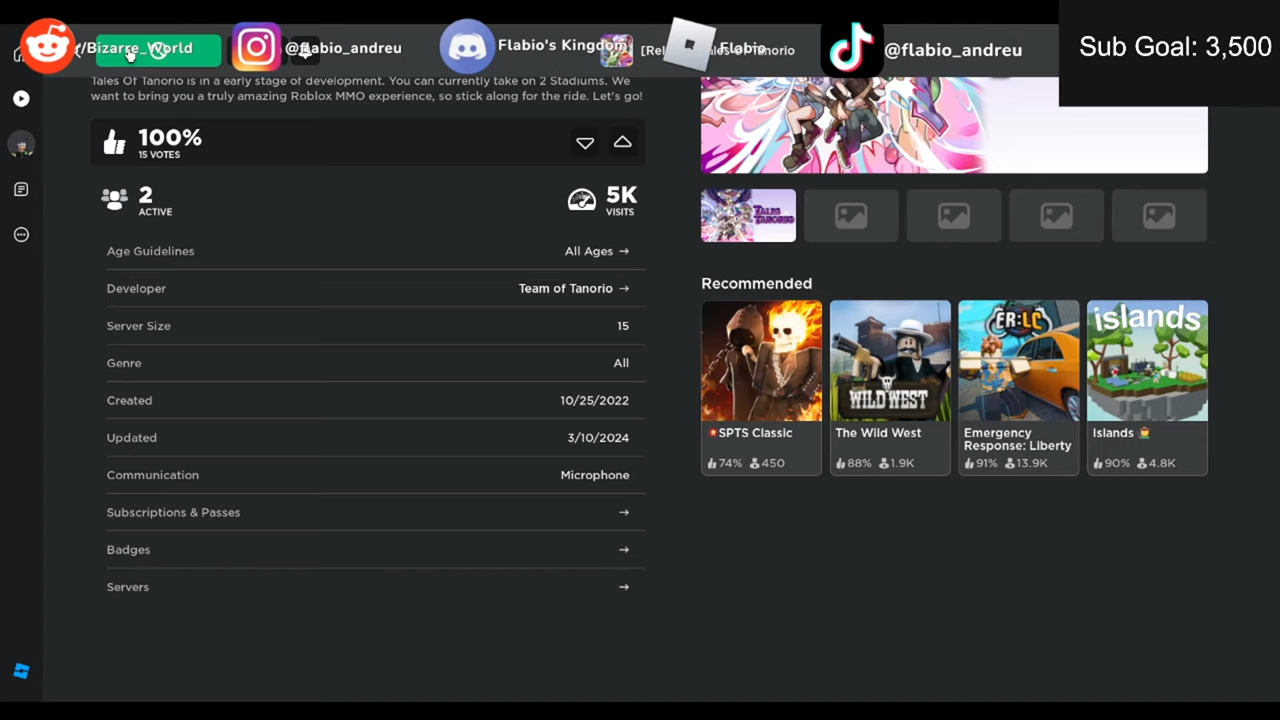 r/Bizarre_World
@flabio_andreu
Flabio's Kingdom
[Rel
Tanorio
Flabio
@flabio_andreu
Sub Goal: 3,500
Tales Of Tanorio is in a early stage of development. You can currently take on 2 Stadiums. We
want to bring you a truly amazing Roblox MMO experience, so stick along for the ride. Let's go!
100%
15 VOTES
2
ACTIVE
5K
VISITS
Age Guidelines
All Ages →
Developer
Team of Tanorio →
Server Size
15
Genre
All
Created
10/25/2022
Updated
3/10/2024
Communication
Microphone
Subscriptions & Passes →
Badges →
Servers →
TALES
TANORIO
Recommended
WILD WEST
ER:LC
islands
SPTS Classic
74% 450
The Wild West
88% 1.9K
Emergency
Response: Liberty
91% 13.9K
Islands
90% 4.8K